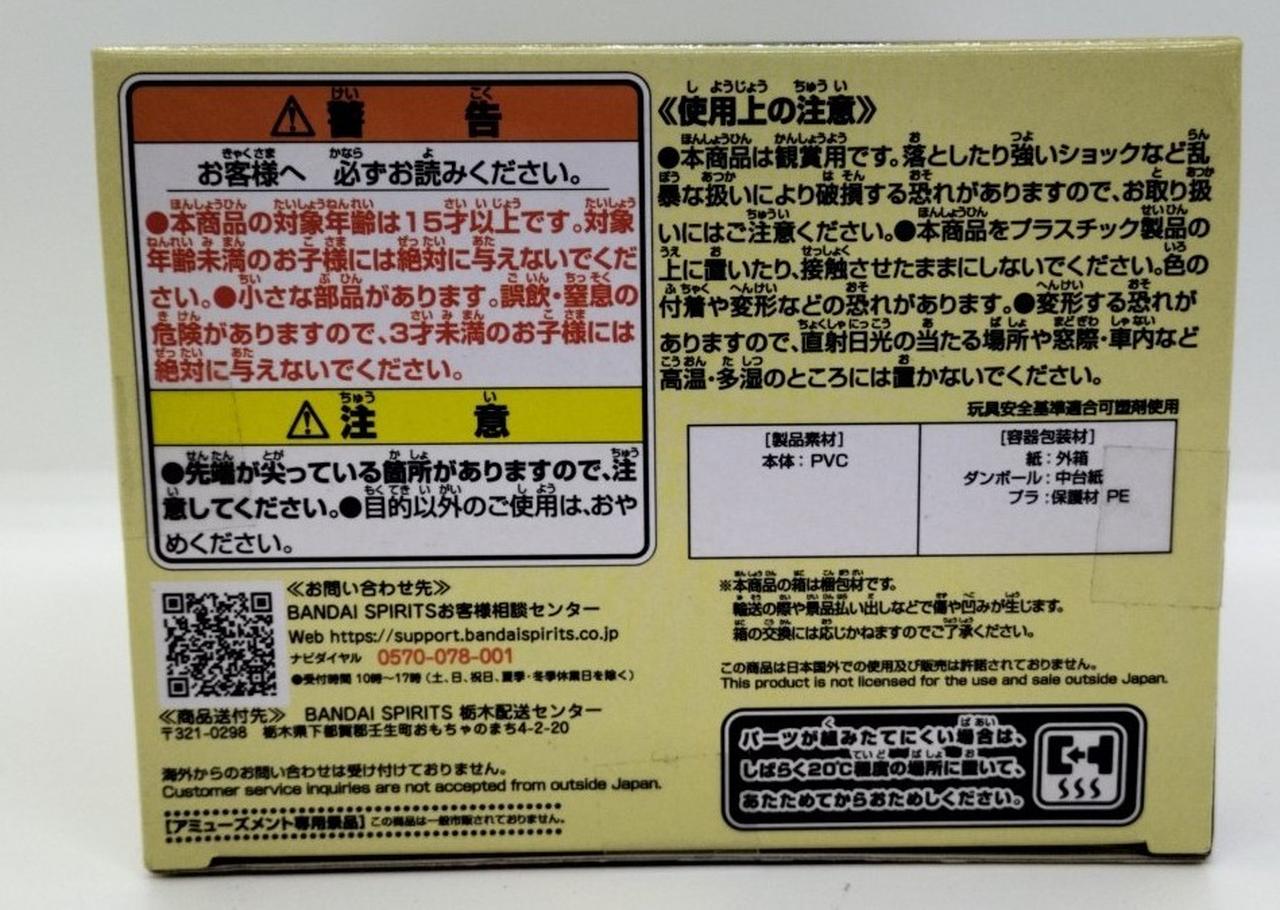 警告
お客様へ 必ずお読みください。
●本商品の対象年齢は15才以上です。対象
年齢未満のお子様には絶対に与えないでくだ
さい。●小さな部品があります。誤飲・窒息の
危険がありますので、3才未満のお子様には
絶対に与えないでください。
注意
●先端が尖っている箇所がありますので、注
意してください。●目的以外のご使用は、おや
めください。
≪お問い合わせ先≫
BANDAI SPIRITSお客様相談センター
Web https://support.bandaispirits.co.jp
ナビダイヤル 0570-078-001
●受付時間 10時〜17時(土、日、祝日、夏季・冬季休業日を除く)
≪商品送付先≫ BANDAI SPIRITS 栃木配送センター
〒321-0298 栃木県下都賀郡壬生町おもちゃのまち4-2-20
海外からのお問い合わせは受け付けておりません。
Customer service inquiries are not accepted from outside Japan.
[アミューズメント専用景品] この商品は一般市販されておりません。
≪使用上の注意≫
●本商品は観賞用です。落としたり強いショックなど乱
暴な扱いにより破損する恐れがありますので、お取り扱
いにはご注意ください。●本商品をプラスチック製品の
上に置いたり、接触させたままにしないでください。色の
付着や変形などの恐れがあります。●変形する恐れが
ありますので、直射日光の当たる場所や窓際・車内など
高温・多湿のところには置かないでください。
玩具安全基準適合可塑剤使用
[製品素材]
本体:PVC
[容器包装材]
紙:外箱
ダンボール:中台紙
プラ:保護材 PE
※本商品の箱は梱包材です。
輸送の際や景品払い出しなどで傷や凹みが生じます。
箱の交換には応じかねますのでご了承ください。
この商品は日本国外での使用及び販売は許諾されておりません。
This product is not licensed for the use and sale outside Japan.
パーツが組みたてにくい場合は、
しばらく20℃程度の場所に置いて、
あたためてからおためしください。